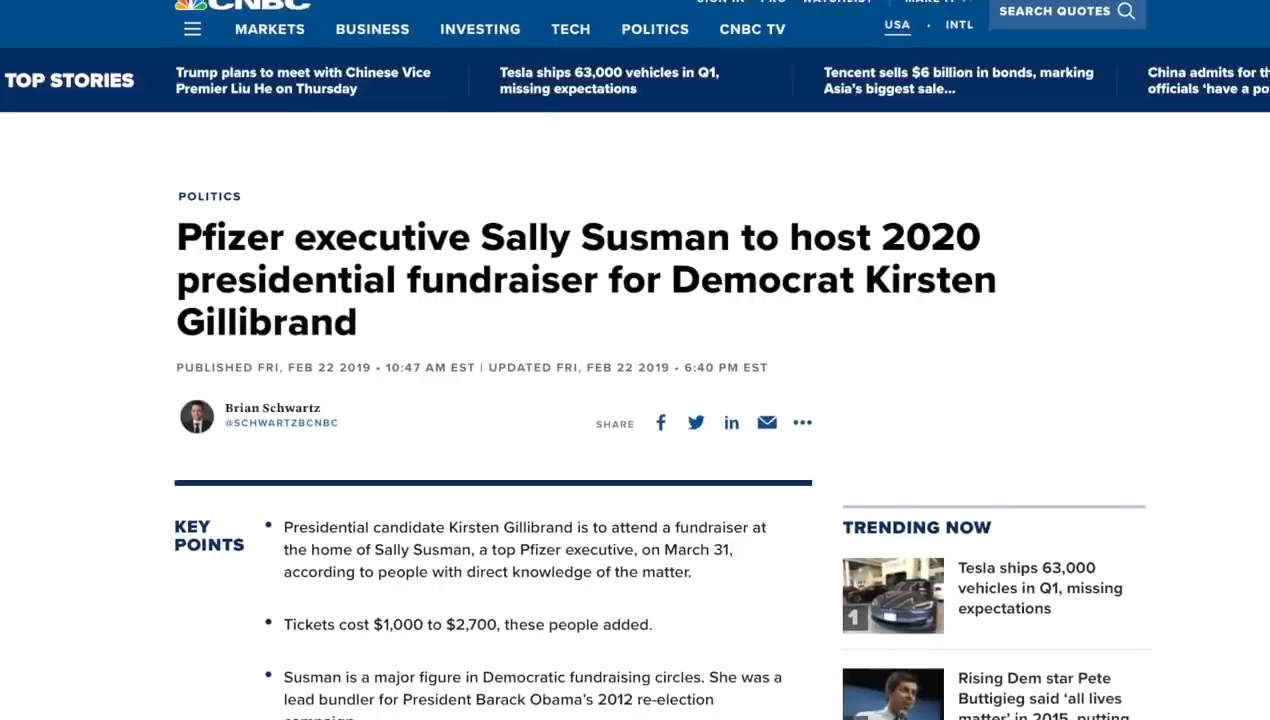 CNBC
SEARCH QUOTES
MARKETS BUSINESS INVESTING TECH POLITICS CNBC TV USA · INTL
TOP STORIES
Trump plans to meet with Chinese Vice
Premier Liu He on Thursday
Tesla ships 63,000 vehicles in Q1,
missing expectations
Tencent sells $6 billion in bonds, marking
Asia's biggest sale...
China admits for th
officials 'have a po
POLITICS
Pfizer executive Sally Susman to host 2020
presidential fundraiser for Democrat Kirsten
Gillibrand
PUBLISHED FRI, FEB 22 2019 • 10:47 AM EST | UPDATED FRI, FEB 22 2019 • 6:40 PM EST
Brian Schwartz
@SCHWARTZBCNBC
SHARE
KEY
POINTS
• Presidential candidate Kirsten Gillibrand is to attend a fundraiser at
the home of Sally Susman, a top Pfizer executive, on March 31,
according to people with direct knowledge of the matter.
• Tickets cost $1,000 to $2,700, these people added.
• Susman is a major figure in Democratic fundraising circles. She was a
lead bundler for President Barack Obama's 2012 re-election
TRENDING NOW
1
Tesla ships 63,000
vehicles in Q1, missing
expectations
Rising Dem star Pete
Buttigieg said 'all lives
matter' in 2015, putting